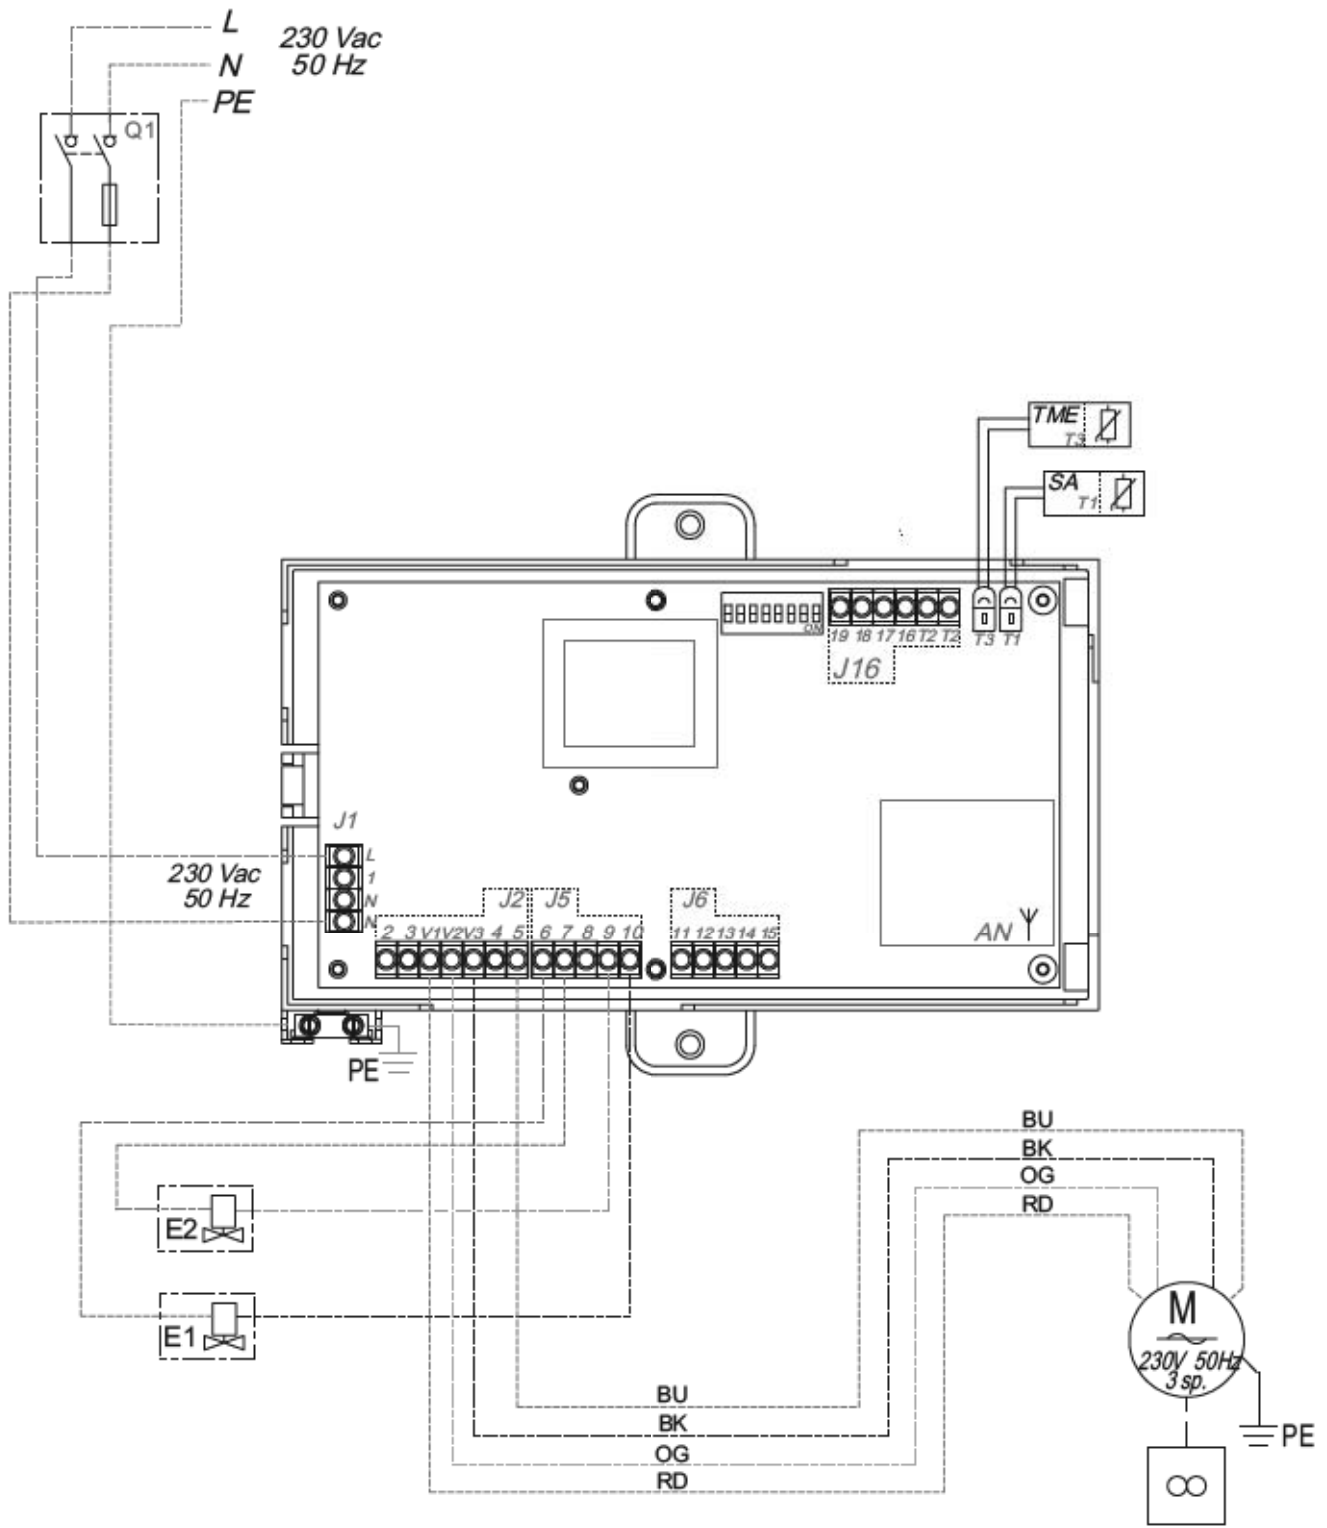 L
230 Vac
N
50 Hz
PE
Q1
TME
T3
SA
T1
ON
19 18 17 16 T2 T2
T3 T1
J16
J1
L
230 Vac
1
50 Hz
N
N
J2 J5 J6
2 3 V1 V2 V3 4 5 6 7 8 9 10 11 12 13 14 15
AN
PE
BU
BK
OG
RD
E2
E1
M
230V 50Hz
3 sp.
BU
BK
PE
OG
RD